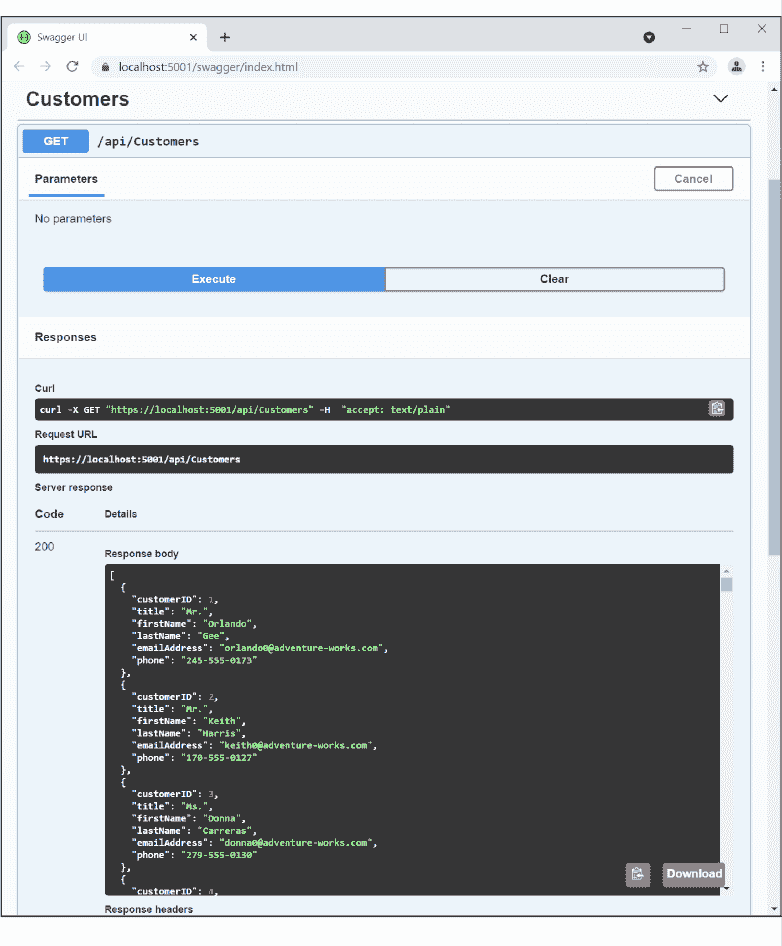 Swagger UI
localhost:5001/swagger/index.html
Customers
GET /api/Customers
Parameters
Cancel
No parameters
Execute
Clear
Responses
Curl
curl -X GET "https://localhost:5001/api/Customers" -H  "accept: text/plain"
Request URL
https://localhost:5001/api/Customers
Server response
Code Details
200
Response body
[
{
"customerID": 1,
"title": "Mr.",
"firstName": "Orlando",
"lastName": "Gee",
"emailAddress": "orlando0@adventure-works.com",
"phone": "245-555-0173"
},
{
"customerID": 2,
"title": "Mr.",
"firstName": "Keith",
"lastName": "Harris",
"emailAddress": "keith0@adventure-works.com",
"phone": "170-555-0127"
},
{
"customerID": 3,
"title": "Ms.",
"firstName": "Donna",
"lastName": "Carreras",
"emailAddress": "donna0@adventure-works.com",
"phone": "279-555-0130"
},
{
"customerID": 4,
Download
Response headers